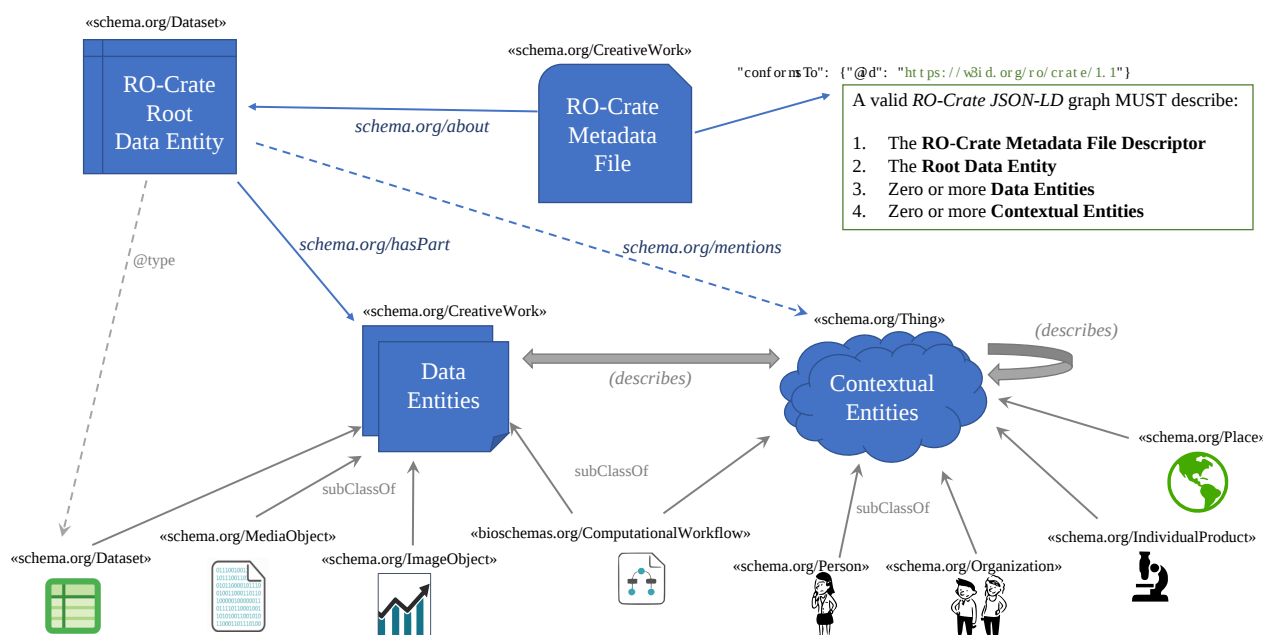 «schema.org/Dataset»
RO-Crate
Root
Data Entity
«schema.org/CreativeWork»
RO-Crate
Metadata
File
schema.org/about
"conformsTo": {"@id": "https://w3id.org/ro/crate/1.1"}
A valid RO-Crate JSON-LD graph MUST describe:
1. The RO-Crate Metadata File Descriptor
2. The Root Data Entity
3. Zero or more Data Entities
4. Zero or more Contextual Entities
schema.org/hasPart
schema.org/mentions
@type
«schema.org/CreativeWork»
Data
Entities
(describes)
«schema.org/Thing»
Contextual
Entities
(describes)
subClassOf
subClassOf
subClassOf
«schema.org/Place»
«schema.org/Dataset»
«schema.org/MediaObject»
«schema.org/ImageObject»
«bioschemas.org/ComputationalWorkflow»
«schema.org/Person»
«schema.org/Organization»
«schema.org/IndividualProduct»